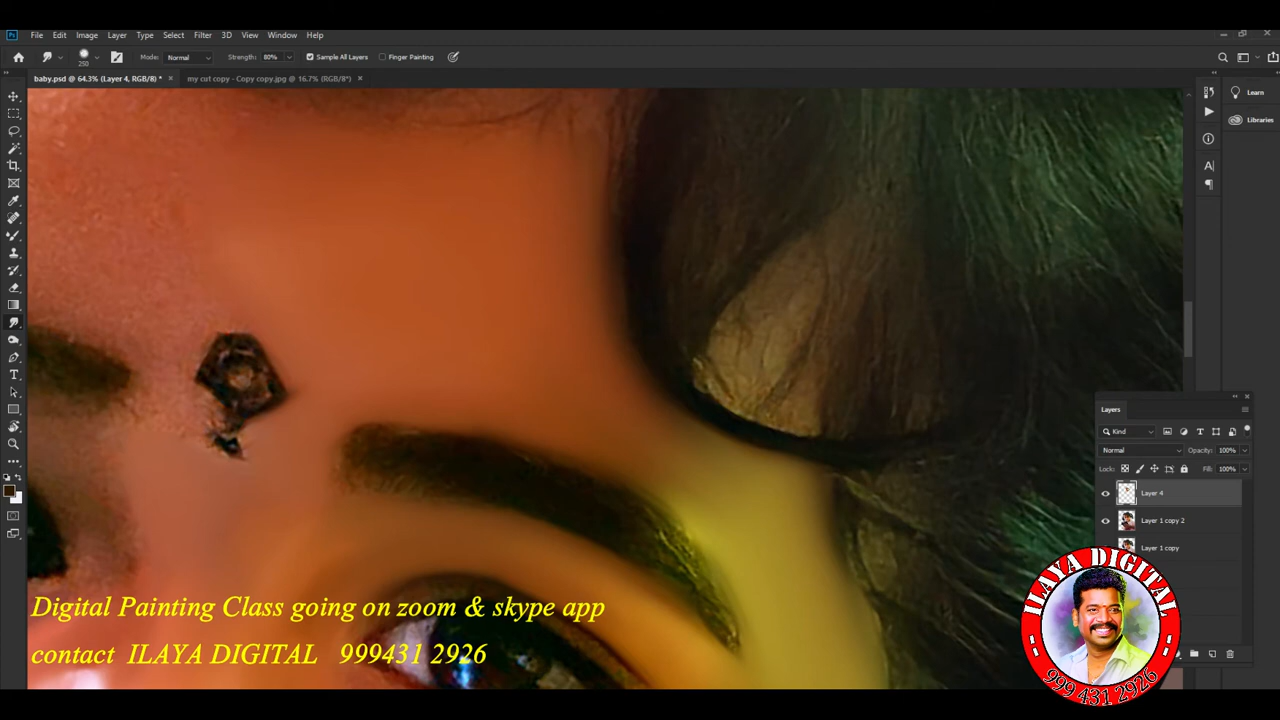 File Edit Image Layer Type Select Filter 3D View Window Help
250 Mode: Normal Strength: 80% Sample All Layers Finger Painting
baby.psd @ 64.3% (Layer 4, RGB/8) * × my cut copy - Copy copy.jpg @ 16.7% (RGB/8*) ×
Learn
Libraries
Layers
Kind
Normal Opacity: 100%
Lock: Fill: 100%
Layer 4
Layer 1 copy 2
Layer 1 copy
Digital Painting Class going on zoom & skype app
contact ILAYA DIGITAL 999431 2926
ILAYA DIGITAL
999 431 2926